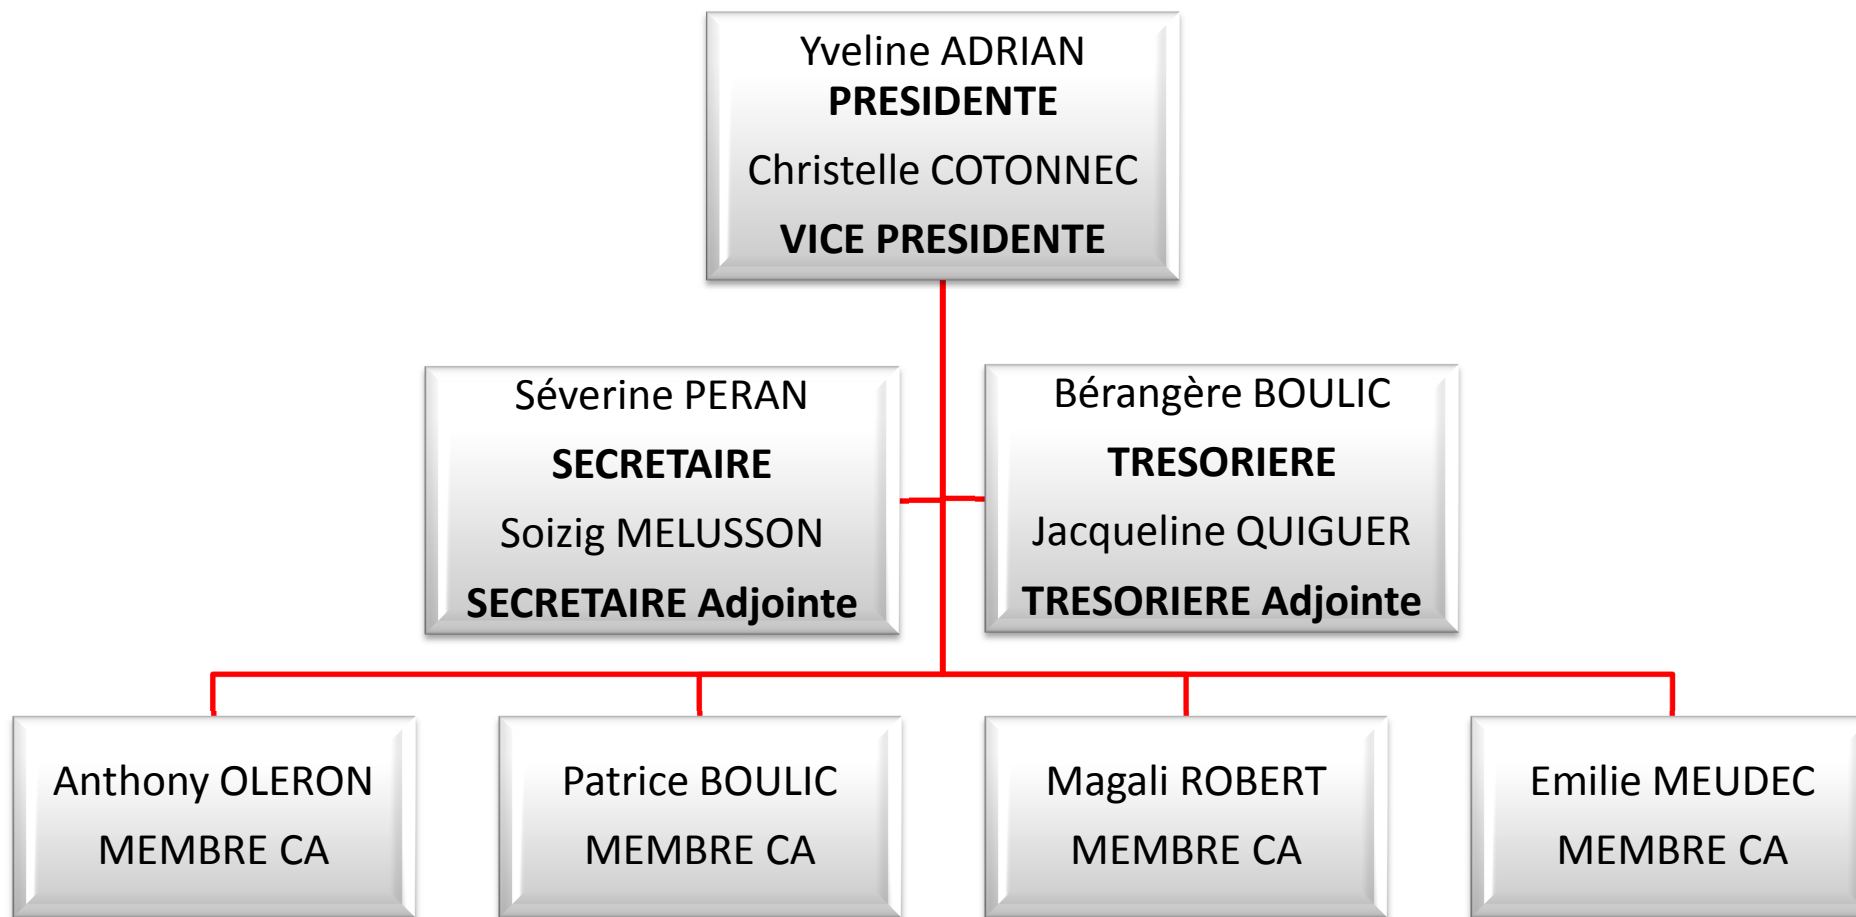 Yveline ADRIAN
PRESIDENTE
Christelle COTONNEC
VICE PRESIDENTE
Séverine PERAN
SECRETAIRE
Soizig MELUSSON
SECRETAIRE Adjointe
Bérangère BOULIC
TRESORIERE
Jacqueline QUIGUER
TRESORIERE Adjointe
Anthony OLERON
MEMBRE CA
Patrice BOULIC
MEMBRE CA
Magali ROBERT
MEMBRE CA
Emilie MEUDEC
MEMBRE CA